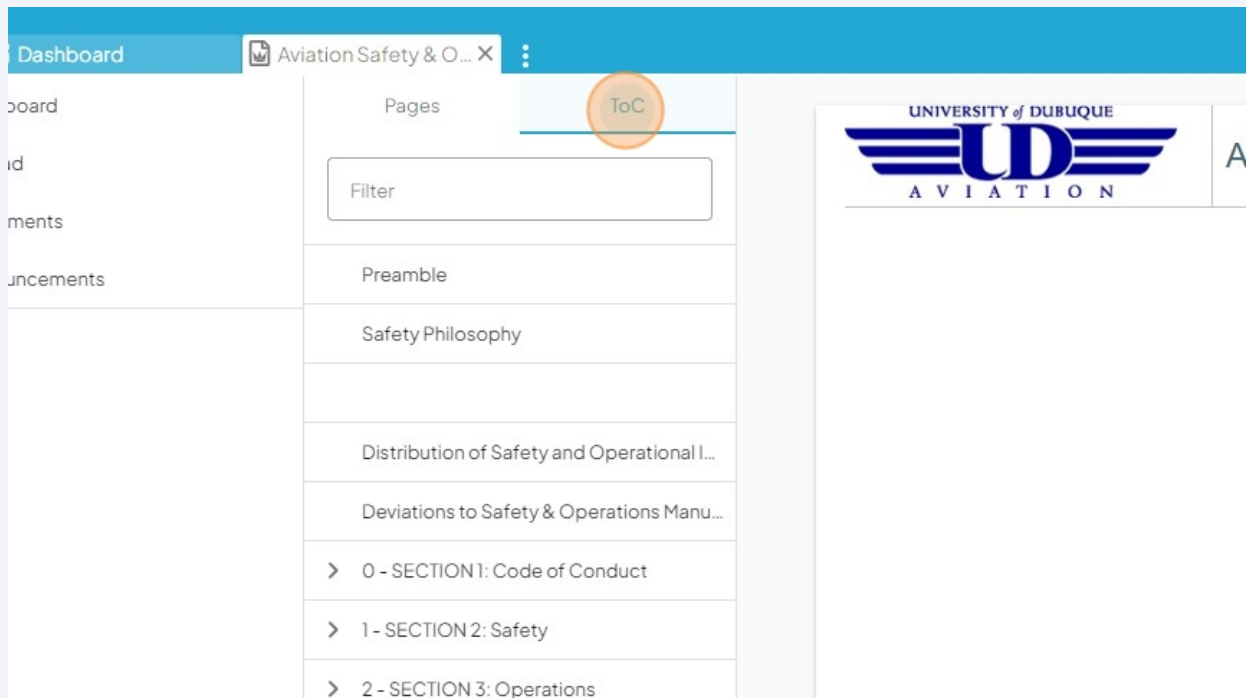 Dashboard
Aviation Safety & O...
board
ad
ments
uncements
Pages
ToC
Filter
Preamble
Safety Philosophy
Distribution of Safety and Operational I...
Deviations to Safety & Operations Manu...
0 - SECTION 1: Code of Conduct
1 - SECTION 2: Safety
2 - SECTION 3: Operations
UNIVERSITY of DUBUQUE
UD
AVIATION
A